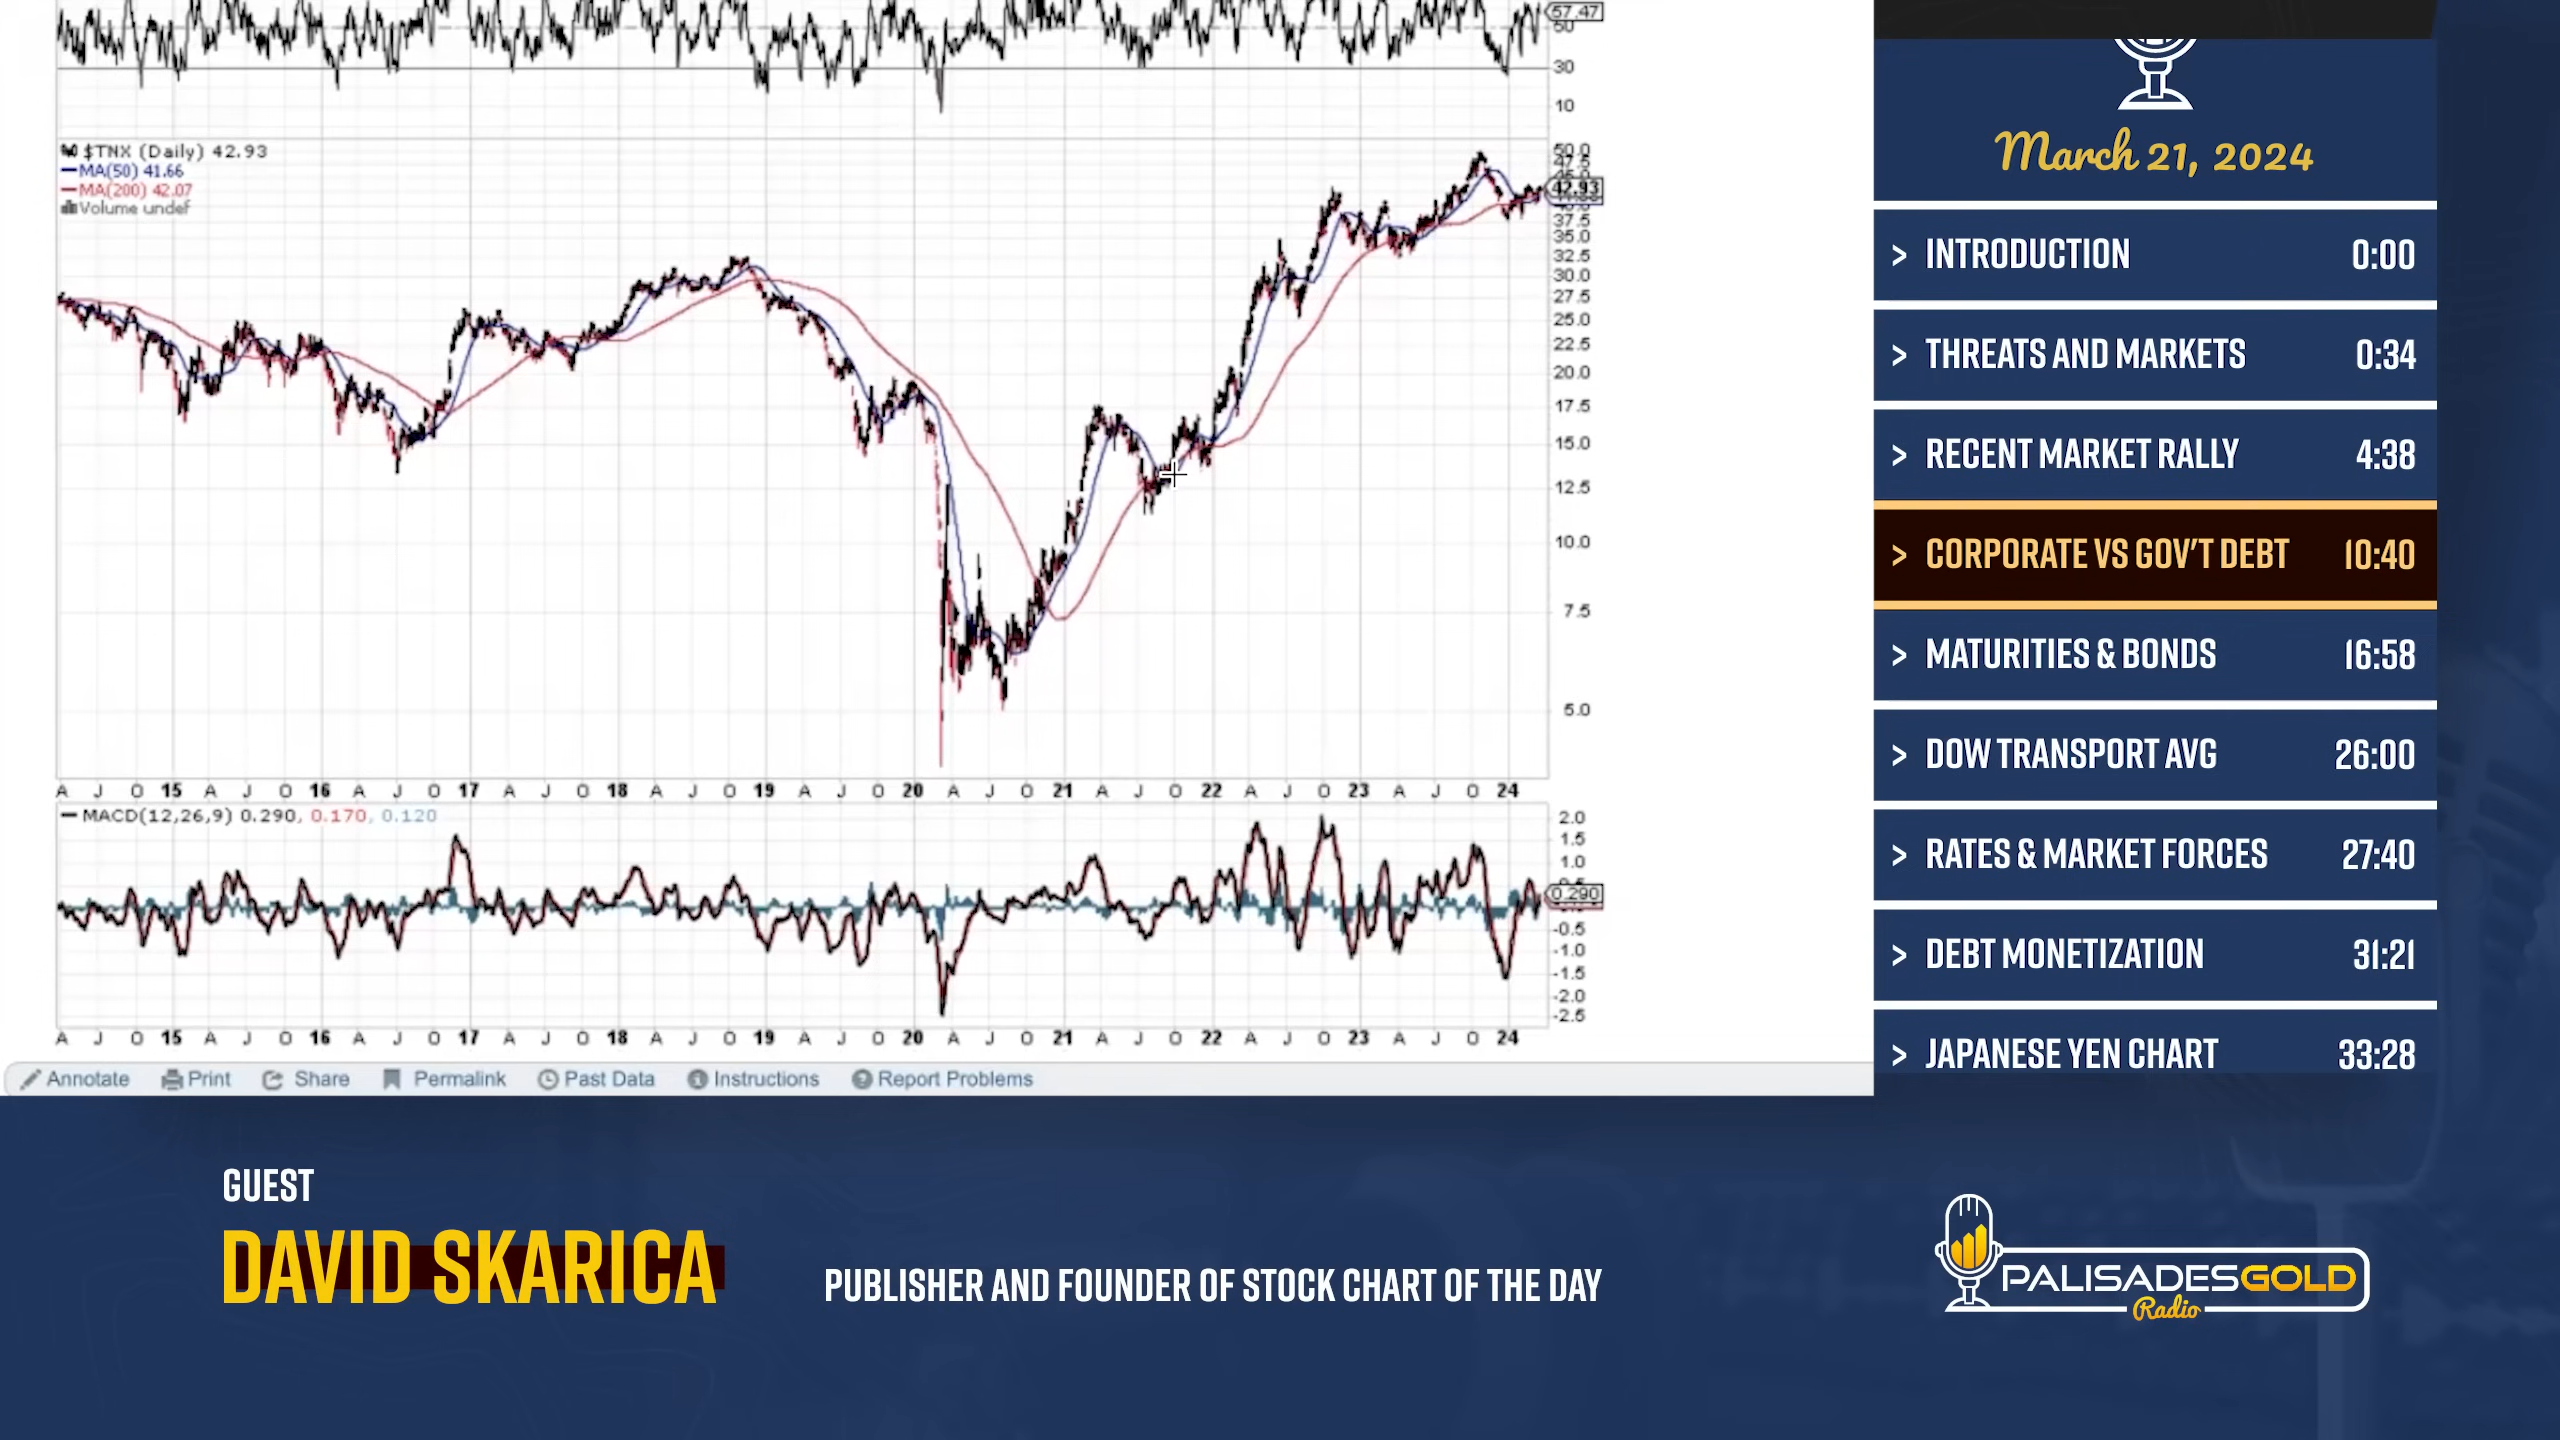 57.47
50
30
10
$TNX (Daily) 42.93
MA(50) 41.66
MA(200) 42.07
Volume undef
50.0
47.5
42.93
37.5
35.0
32.5
30.0
27.5
25.0
22.5
20.0
17.5
15.0
12.5
10.0
7.5
5.0
A J O 15 A J O 16 A J O 17 A J O 18 A J O 19 A J O 20 A J O 21 A J O 22 A J O 23 A J O 24
MACD(12,26,9) 0.290, 0.170, 0.120
2.0
1.5
1.0
0.290
-0.5
-1.0
-1.5
-2.0
-2.5
A J O 15 A J O 16 A J O 17 A J O 18 A J O 19 A J O 20 A J O 21 A J O 22 A J O 23 A J O 24
Annotate Print Share Permalink Past Data Instructions Report Problems
March 21, 2024
> INTRODUCTION 0:00
> THREATS AND MARKETS 0:34
> RECENT MARKET RALLY 4:38
> CORPORATE VS GOV'T DEBT 10:40
> MATURITIES & BONDS 16:58
> DOW TRANSPORT AVG 26:00
> RATES & MARKET FORCES 27:40
> DEBT MONETIZATION 31:21
> JAPANESE YEN CHART 33:28
GUEST
DAVID SKARICA
PUBLISHER AND FOUNDER OF STOCK CHART OF THE DAY
PALISADESGOLD
Radio